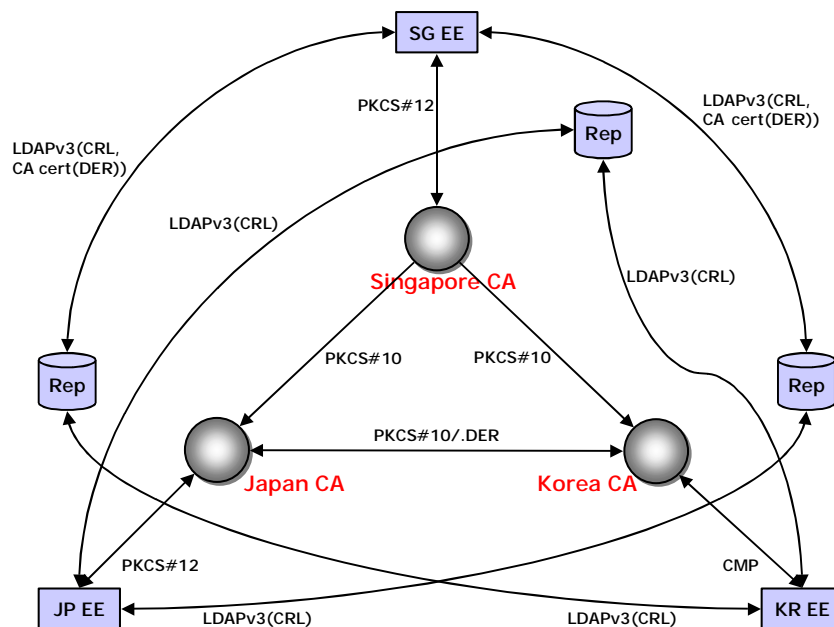 SG EE
PKCS#12
LDAPv3(CRL,
CA cert(DER))
Rep
LDAPv3(CRL,
CA cert(DER))
LDAPv3(CRL)
LDAPv3(CRL)
Singapore CA
PKCS#10
PKCS#10
Rep
Rep
PKCS#10/.DER
Japan CA
Korea CA
PKCS#12
CMP
JP EE
LDAPv3(CRL)
LDAPv3(CRL)
KR EE